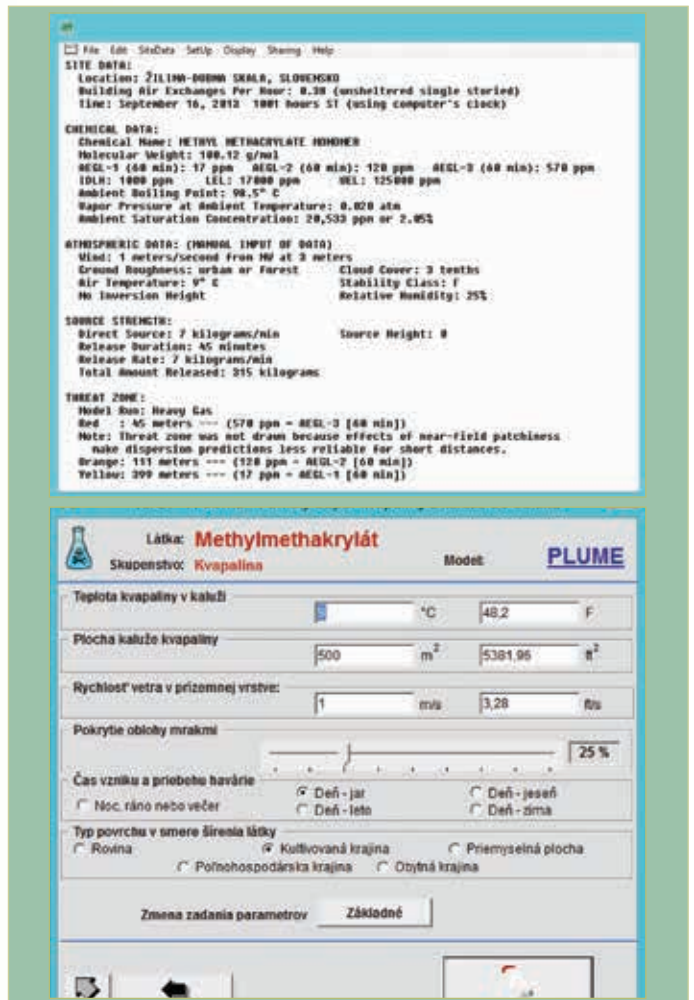 File Edit SiteData SetUp Display Sharing Help
SITE DATA:
Location: ŽILINA-DUBNA SKALA, SLOVENSKO
Building Air Exchanges Per Hour: 0.38 (unsheltered single storied)
Time: September 16, 2013 1001 hours ST (using computer's clock)
CHEMICAL DATA:
Chemical Name: METHYL METHACRYLATE MONOMER
Molecular Weight: 100.12 g/mol
AEGL-1 (60 min): 17 ppm AEGL-2 (60 min): 120 ppm AEGL-3 (60 min): 570 ppm
IDLH: 1000 ppm LEL: 17000 ppm UEL: 125000 ppm
Ambient Boiling Point: 98.5° C
Vapor Pressure at Ambient Temperature: 0.020 atm
Ambient Saturation Concentration: 20,533 ppm or 2.05%
ATMOSPHERIC DATA: (MANUAL INPUT OF DATA)
Wind: 1 meters/second from NW at 3 meters
Ground Roughness: urban or Forest Cloud Cover: 3 tenths
Air Temperature: 9° C Stability Class: F
No Inversion Height Relative Humidity: 25%
SOURCE STRENGTH:
Direct Source: 7 kilograms/min Source Height: 0
Release Duration: 45 minutes
Release Rate: 7 kilograms/min
Total Amount Released: 315 kilograms
THREAT ZONE:
Model Run: Heavy Gas
Red : 45 meters --- (570 ppm = AEGL-3 [60 min])
Note: Threat zone was not drawn because effects of near-field patchiness
make dispersion predictions less reliable for short distances.
Orange: 111 meters --- (120 ppm = AEGL-2 [60 min])
Yellow: 399 meters --- (17 ppm = AEGL-1 [60 min])
Látka: Methylmethakrylát
Skupenstvo: Kvapalina Model: PLUME
Teplota kvapaliny v kaluži
9 °C 48,2 F
Plocha kaluže kvapaliny
500 m² 5381,96 ft²
Rychlosť vetra v prízemnej vrstve:
1 m/s 3,28 ft/s
Pokrytie oblohy mrakmi
25 %
Čas vzniku a priebehu havárie
Noc, ráno nebo večer Deň - jar Deň - jeseň
Deň - leto Deň - zima
Typ povrchu v smere šírenia látky
Rovina Kultivovaná krajina Priemyselná plocha
Poľnohospodárska krajina Obytná krajina
Zmena zadania parametrov Základné